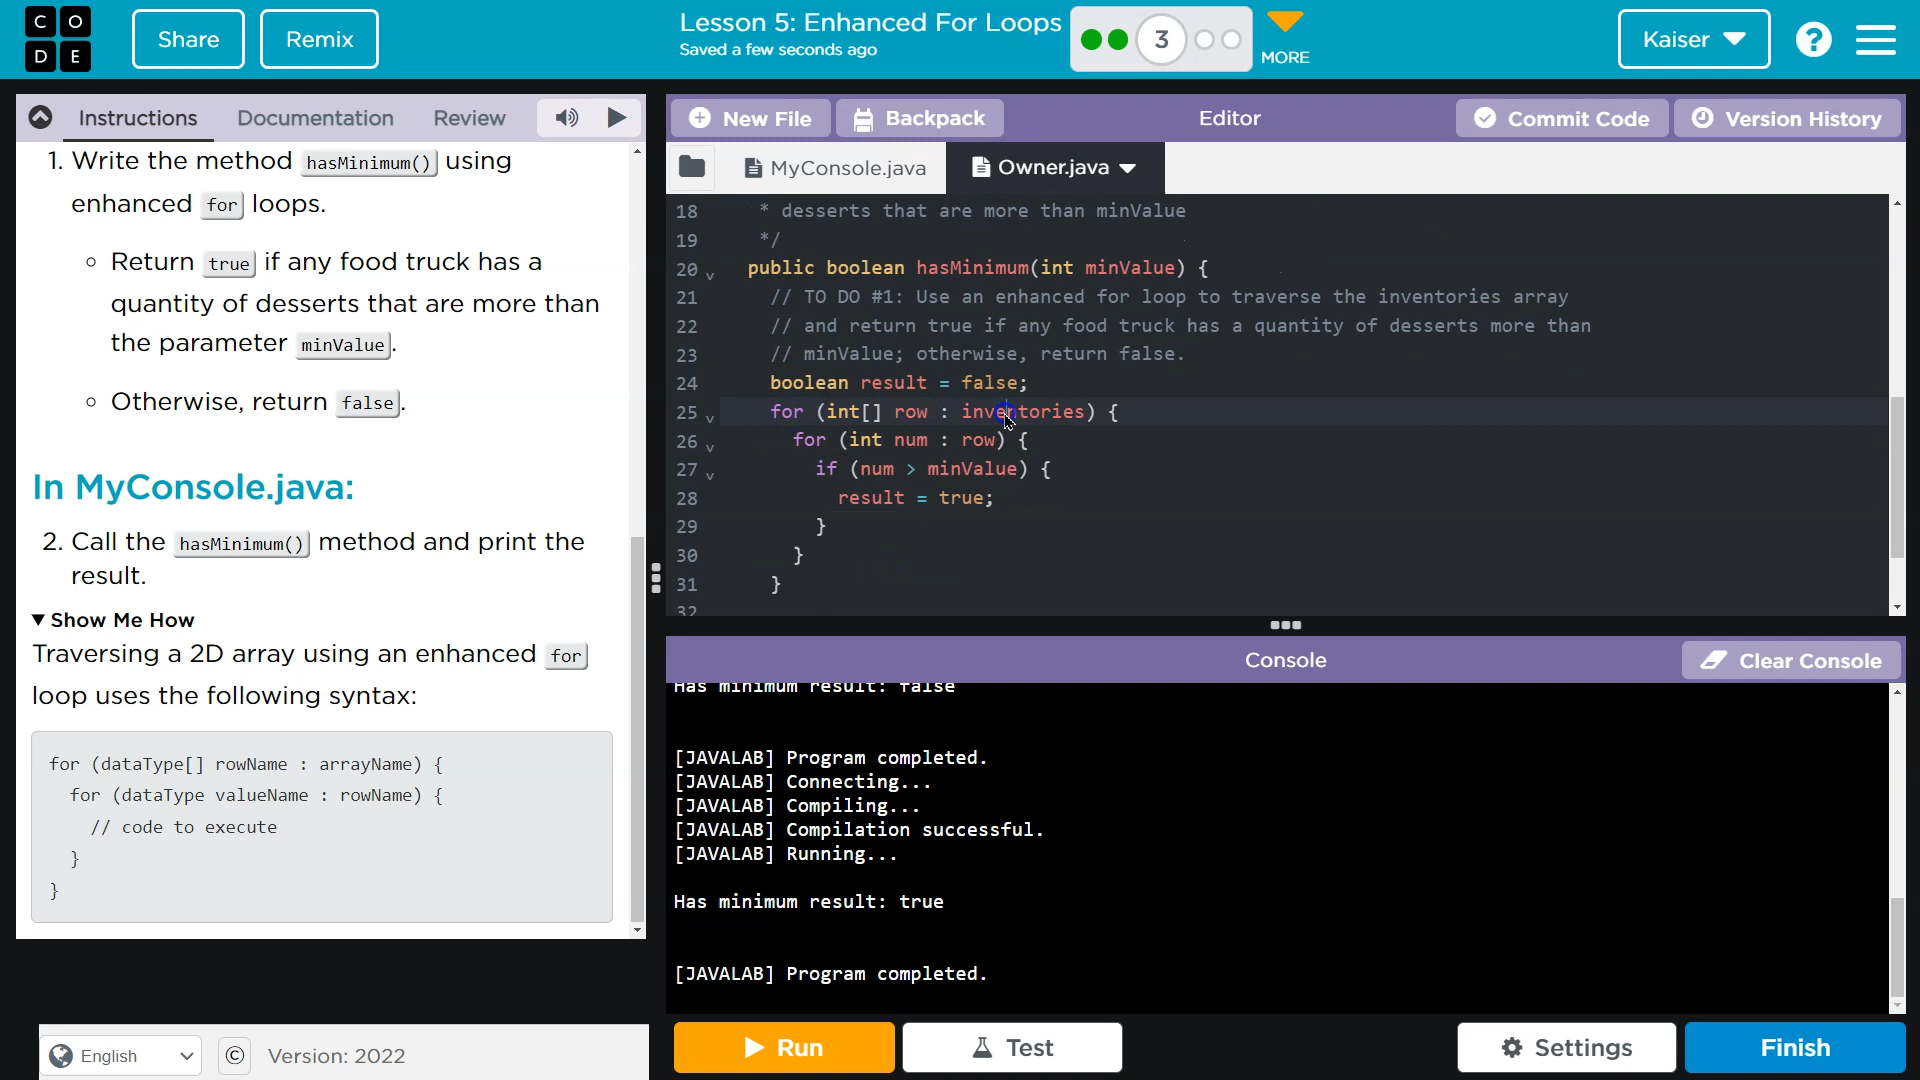 C O
D E
Share
Remix
Lesson 5: Enhanced For Loops
Saved a few seconds ago
3
MORE
Kaiser
?
Instructions
Documentation
Review
1. Write the method hasMinimum() using
enhanced for loops.
Return true if any food truck has a
quantity of desserts that are more than
the parameter minValue.
Otherwise, return false.
In MyConsole.java:
2. Call the hasMinimum() method and print the
result.
Show Me How
Traversing a 2D array using an enhanced for
loop uses the following syntax:
for (dataType[] rowName : arrayName) {
for (dataType valueName : rowName) {
// code to execute
}
}
English
© Version: 2022
New File
Backpack
Editor
Commit Code
Version History
MyConsole.java
Owner.java
18 * desserts that are more than minValue
19 */
20 public boolean hasMinimum(int minValue) {
21 // TO DO #1: Use an enhanced for loop to traverse the inventories array
22 // and return true if any food truck has a quantity of desserts more than
23 // minValue; otherwise, return false.
24 boolean result = false;
25 for (int[] row : inventories) {
26 for (int num : row) {
27 if (num > minValue) {
28 result = true;
29 }
30 }
31 }
32
Console
Clear Console
Has minimum result: false
[JAVALAB] Program completed.
[JAVALAB] Connecting...
[JAVALAB] Compiling...
[JAVALAB] Compilation successful.
[JAVALAB] Running...
Has minimum result: true
[JAVALAB] Program completed.
Run
Test
Settings
Finish